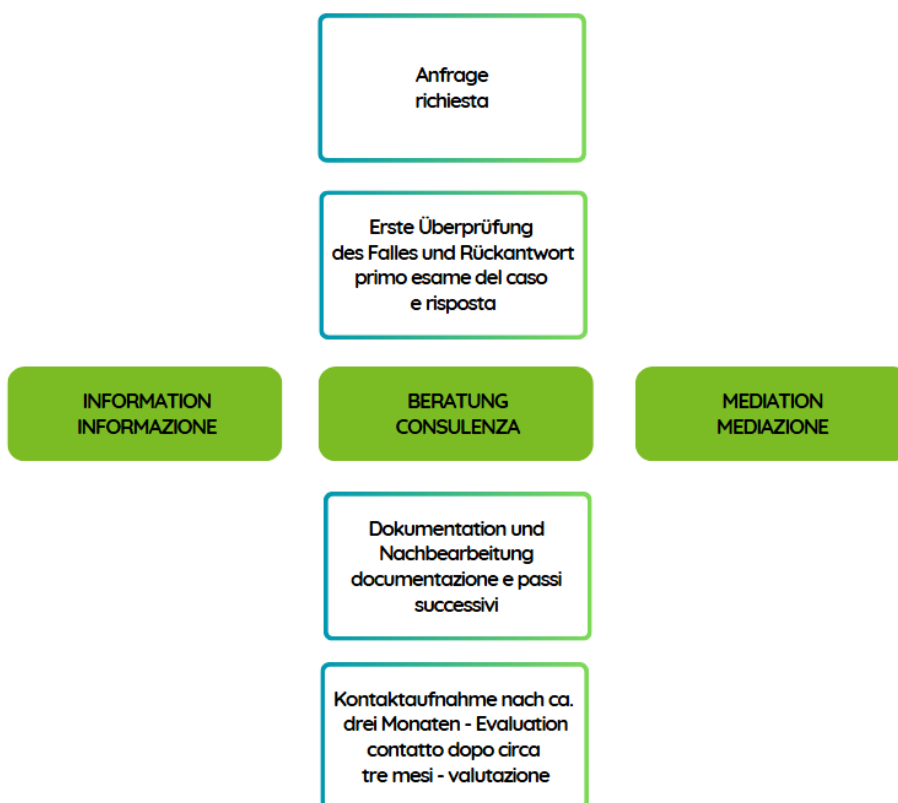 Anfrage
richiesta
Erste Überprüfung
des Falles und Rückantwort
primo esame del caso
e risposta
INFORMATION
INFORMAZIONE
BERATUNG
CONSULENZA
MEDIATION
MEDIAZIONE
Dokumentation und
Nachbearbeitung
documentazione e passi
successivi
Kontaktaufnahme nach ca.
drei Monaten - Evaluation
contatto dopo circa
tre mesi - valutazione